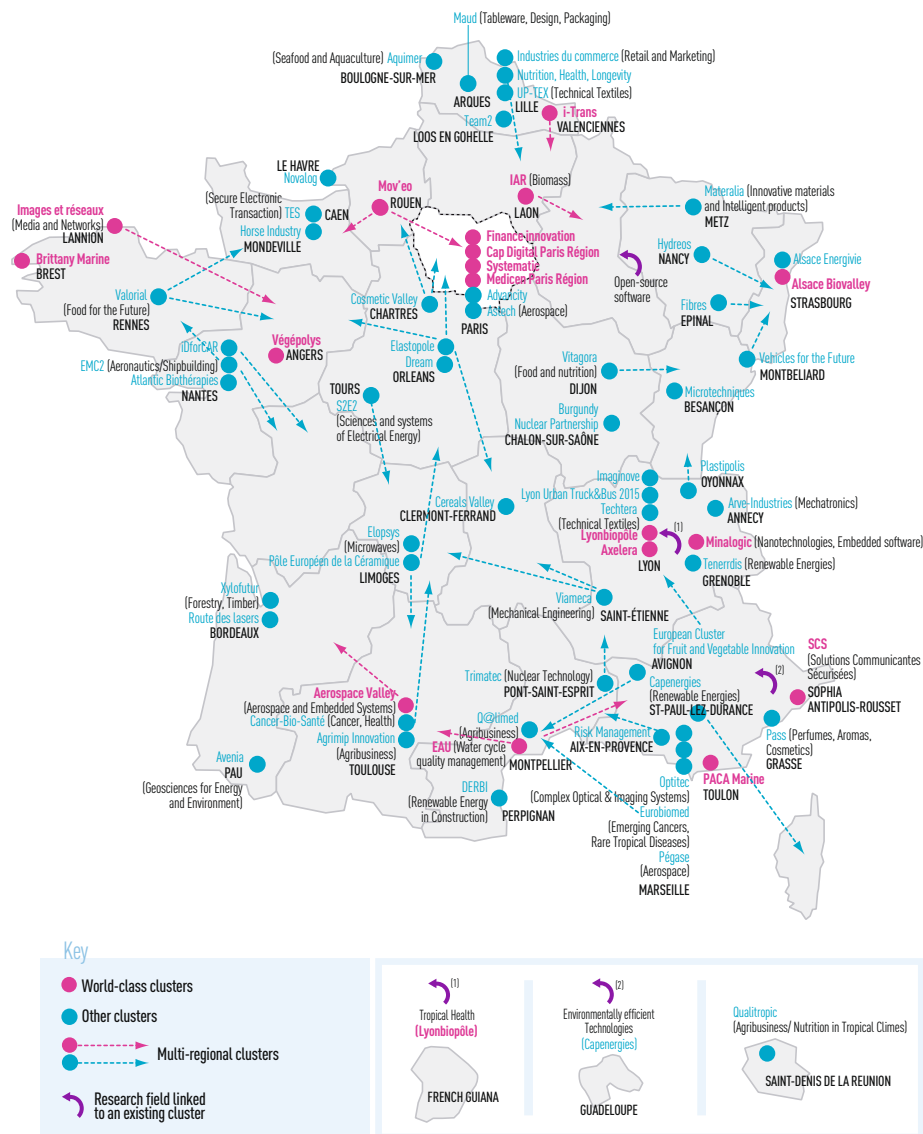 Maud (Tableware, Design, Packaging)
(Seafood and Aquaculture) Aquimer
BOULOGNE-SUR-MER
ARQUES
Industries du commerce (Retail and Marketing)
Nutrition, Health, Longevity
UP-TEX (Technical Textiles)
LILLE
Team2
LOOS EN GOHELLE
i-Trans
VALENCIENNES
LE HAVRE
Novalog
Mov'eo
ROUEN
IAR (Biomass)
LAON
Materalia (Innovative materials
and Intelligent products)
METZ
Images et réseaux
(Media and Networks)
LANNION
(Secure Electronic
Transaction) TES
CAEN
Horse Industry
MONDEVILLE
Brittany Marine
BREST
Finance innovation
Cap Digital Paris Région
Systematic
Medicen Paris Région
Advancity
Astech (Aerospace)
PARIS
Open-source
software
Hydreos
NANCY
Alsace Energivie
Alsace Biovalley
STRASBOURG
Fibres
EPINAL
Valorial
(Food for the Future)
RENNES
Cosmetic Valley
CHARTRES
Végépolys
ANGERS
iDforCAR
EMC2 (Aeronautics/Shipbuilding)
Atlantic Biothérapies
NANTES
Elastopole
Dream
ORLEANS
Vitagora
(Food and nutrition)
DIJON
Vehicles for the Future
MONTBELIARD
Microtechniques
BESANÇON
TOURS
S2E2
(Sciences and systems
of Electrical Energy)
Burgundy
Nuclear Partnership
CHALON-SUR-SAÔNE
Plastipolis
OYONNAX
Imaginove
Lyon Urban Truck&Bus 2015
Techtera
(Technical Textiles)
Lyonbiopôle
Axelera
LYON
(1)
Arve-Industries (Mechatronics)
ANNECY
Minalogic (Nanotechnologies, Embedded software)
Tenerrdis (Renewable Energies)
GRENOBLE
Cereals Valley
CLERMONT-FERRAND
Elopsys
(Microwaves)
Pôle Européen de la Céramique
LIMOGES
Viameca
(Mechanical Engineering)
SAINT-ÉTIENNE
Xylofutur
(Forestry, Timber)
Route des lasers
BORDEAUX
European Cluster
for Fruit and Vegetable Innovation
AVIGNON
Trimatec (Nuclear Technology)
PONT-SAINT-ESPRIT
Capenergies
(Renewable Energies)
ST-PAUL-LEZ-DURANCE
(2)
SCS
(Solutions Communicantes
Sécurisées)
SOPHIA
ANTIPOLIS-ROUSSET
Aerospace Valley
(Aerospace and Embedded Systems)
Cancer-Bio-Santé (Cancer, Health)
Agrimip Innovation
(Agribusiness)
TOULOUSE
Q@limed
(Agribusiness)
EAU (Water cycle
quality management)
MONTPELLIER
Risk Management
AIX-EN-PROVENCE
Pass (Perfumes, Aromas,
Cosmetics)
GRASSE
PACA Marine
TOULON
Avenia
PAU
(Geosciences for Energy
and Environment)
DERBI
(Renewable Energy
in Construction)
PERPIGNAN
Optitec
(Complex Optical & Imaging Systems)
Eurobiomed
(Emerging Cancers,
Rare Tropical Diseases)
Pégase
(Aerospace)
MARSEILLE
Key
World-class clusters
Other clusters
Multi-regional clusters
Research field linked
to an existing cluster
(1)
Tropical Health
(Lyonbiopôle)
FRENCH GUIANA
(2)
Environmentally efficient
Technologies
(Capenergies)
GUADELOUPE
Qualitropic
(Agribusiness/ Nutrition in Tropical Climes)
SAINT-DENIS DE LA REUNION